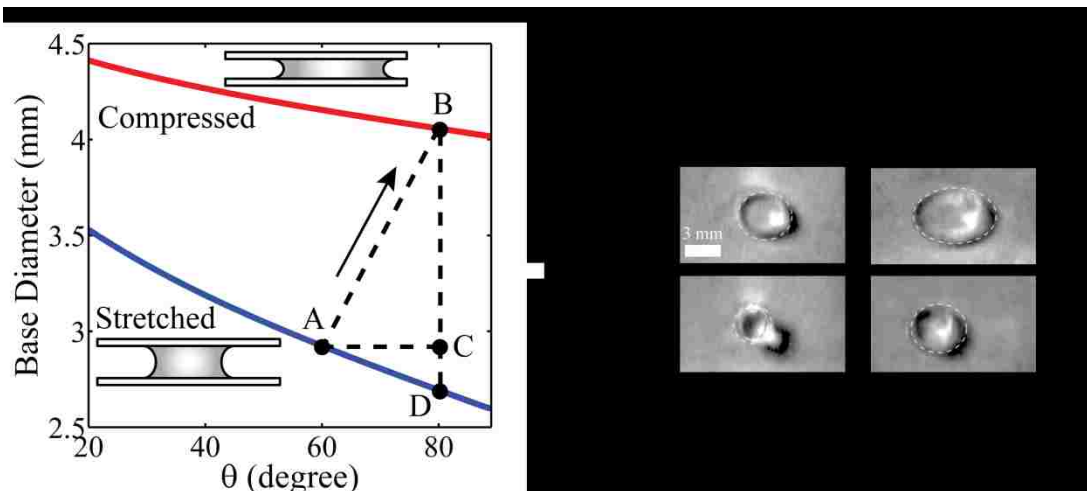 4.5
4
3.5
3
2.5
Base Diameter (mm)
20
40
60
80
θ (degree)
Compressed
B
Stretched
A
C
D
3 mm